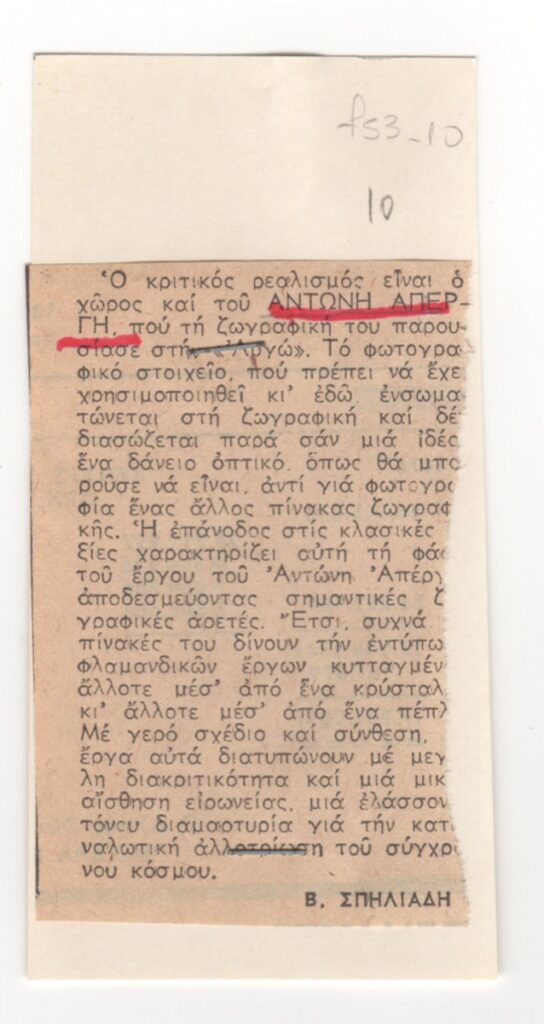 fs3-10
10
Ὁ κριτικός ρεαλισμός εἶναι ὁ
χῶρος καί τοῦ ΑΝΤΩΝΗ ΑΠΕΡ-
ΓΗ, πού τή ζωγραφική του παρου-
σίασε στήν «Ἀργώ». Τό φωτογρα-
φικό στοιχεῖο, πού πρέπει νά ἔχε
χρησιμοποιηθεῖ κι' ἐδῶ, ἐνσωμα-
τώνεται στή ζωγραφική καί δέ
διασώζεται παρά σάν μιά ἰδέσ
ἕνα δάνειο ὀπτικό, ὅπως θά μπο
ροῦσε νά εἶναι, ἀντί γιά φωτογρο
φία ἕνας ἄλλος πίνακας ζωγραφ
κῆς. Ἡ ἐπάνοδος στίς κλασικές
ξίες χαρακτηρίζει αὐτή τή φάσ
τοῦ ἔργου τοῦ Ἀντώνη Ἀπέργ
ἀποδεσμεύοντας σημαντικές ζ
γραφικές ἀρετές. Ἔτσι, συχνά
πίνακές του δίνουν τήν ἐντύπω
φλαμανδικῶν ἔργων κυτταγμέν
ἄλλοτε μέσ' ἀπό ἕνα κρύσταλ
κι' ἄλλοτε μέσ' ἀπό ἕνα πέπλ
Μέ γερό σχέδιο καί σύνθεση,
ἔργα αὐτά διατυπώνουν μέ μεγ
λη διακριτικότητα καί μιά μικ
αἴσθηση εἰρωνείας, μιά ἐλάσσον
τόνου διαμαρτυρία γιά τήν κατ
ναλωτική ἀλλοτρίωση τοῦ σύγχρο
νου κόσμου.
Β. ΣΠΗΛΙΑΔΗ